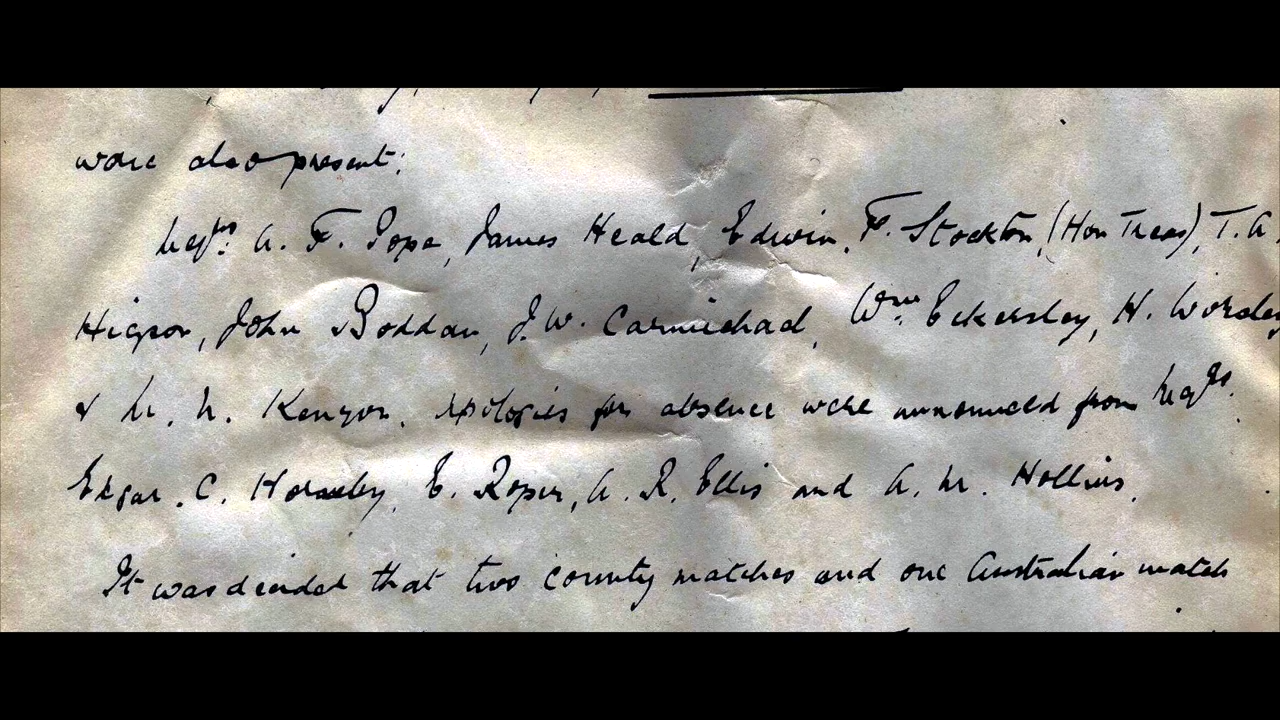 were also present:
Messrs. A. F. Pope, James Heald, Edwin. F. Stockton, (Hon Treas), T. A.
Higson, John Boddan, J. W. Carmichael, Wm. Eckersley, H. Worsley
& M. N. Kenyon. Apologies for absence were announced from Messrs.
Edgar. C. Hornby, E. Roper, A. R. Ellis and A. M. Hollins.
It was decided that two county matches and one Australian match